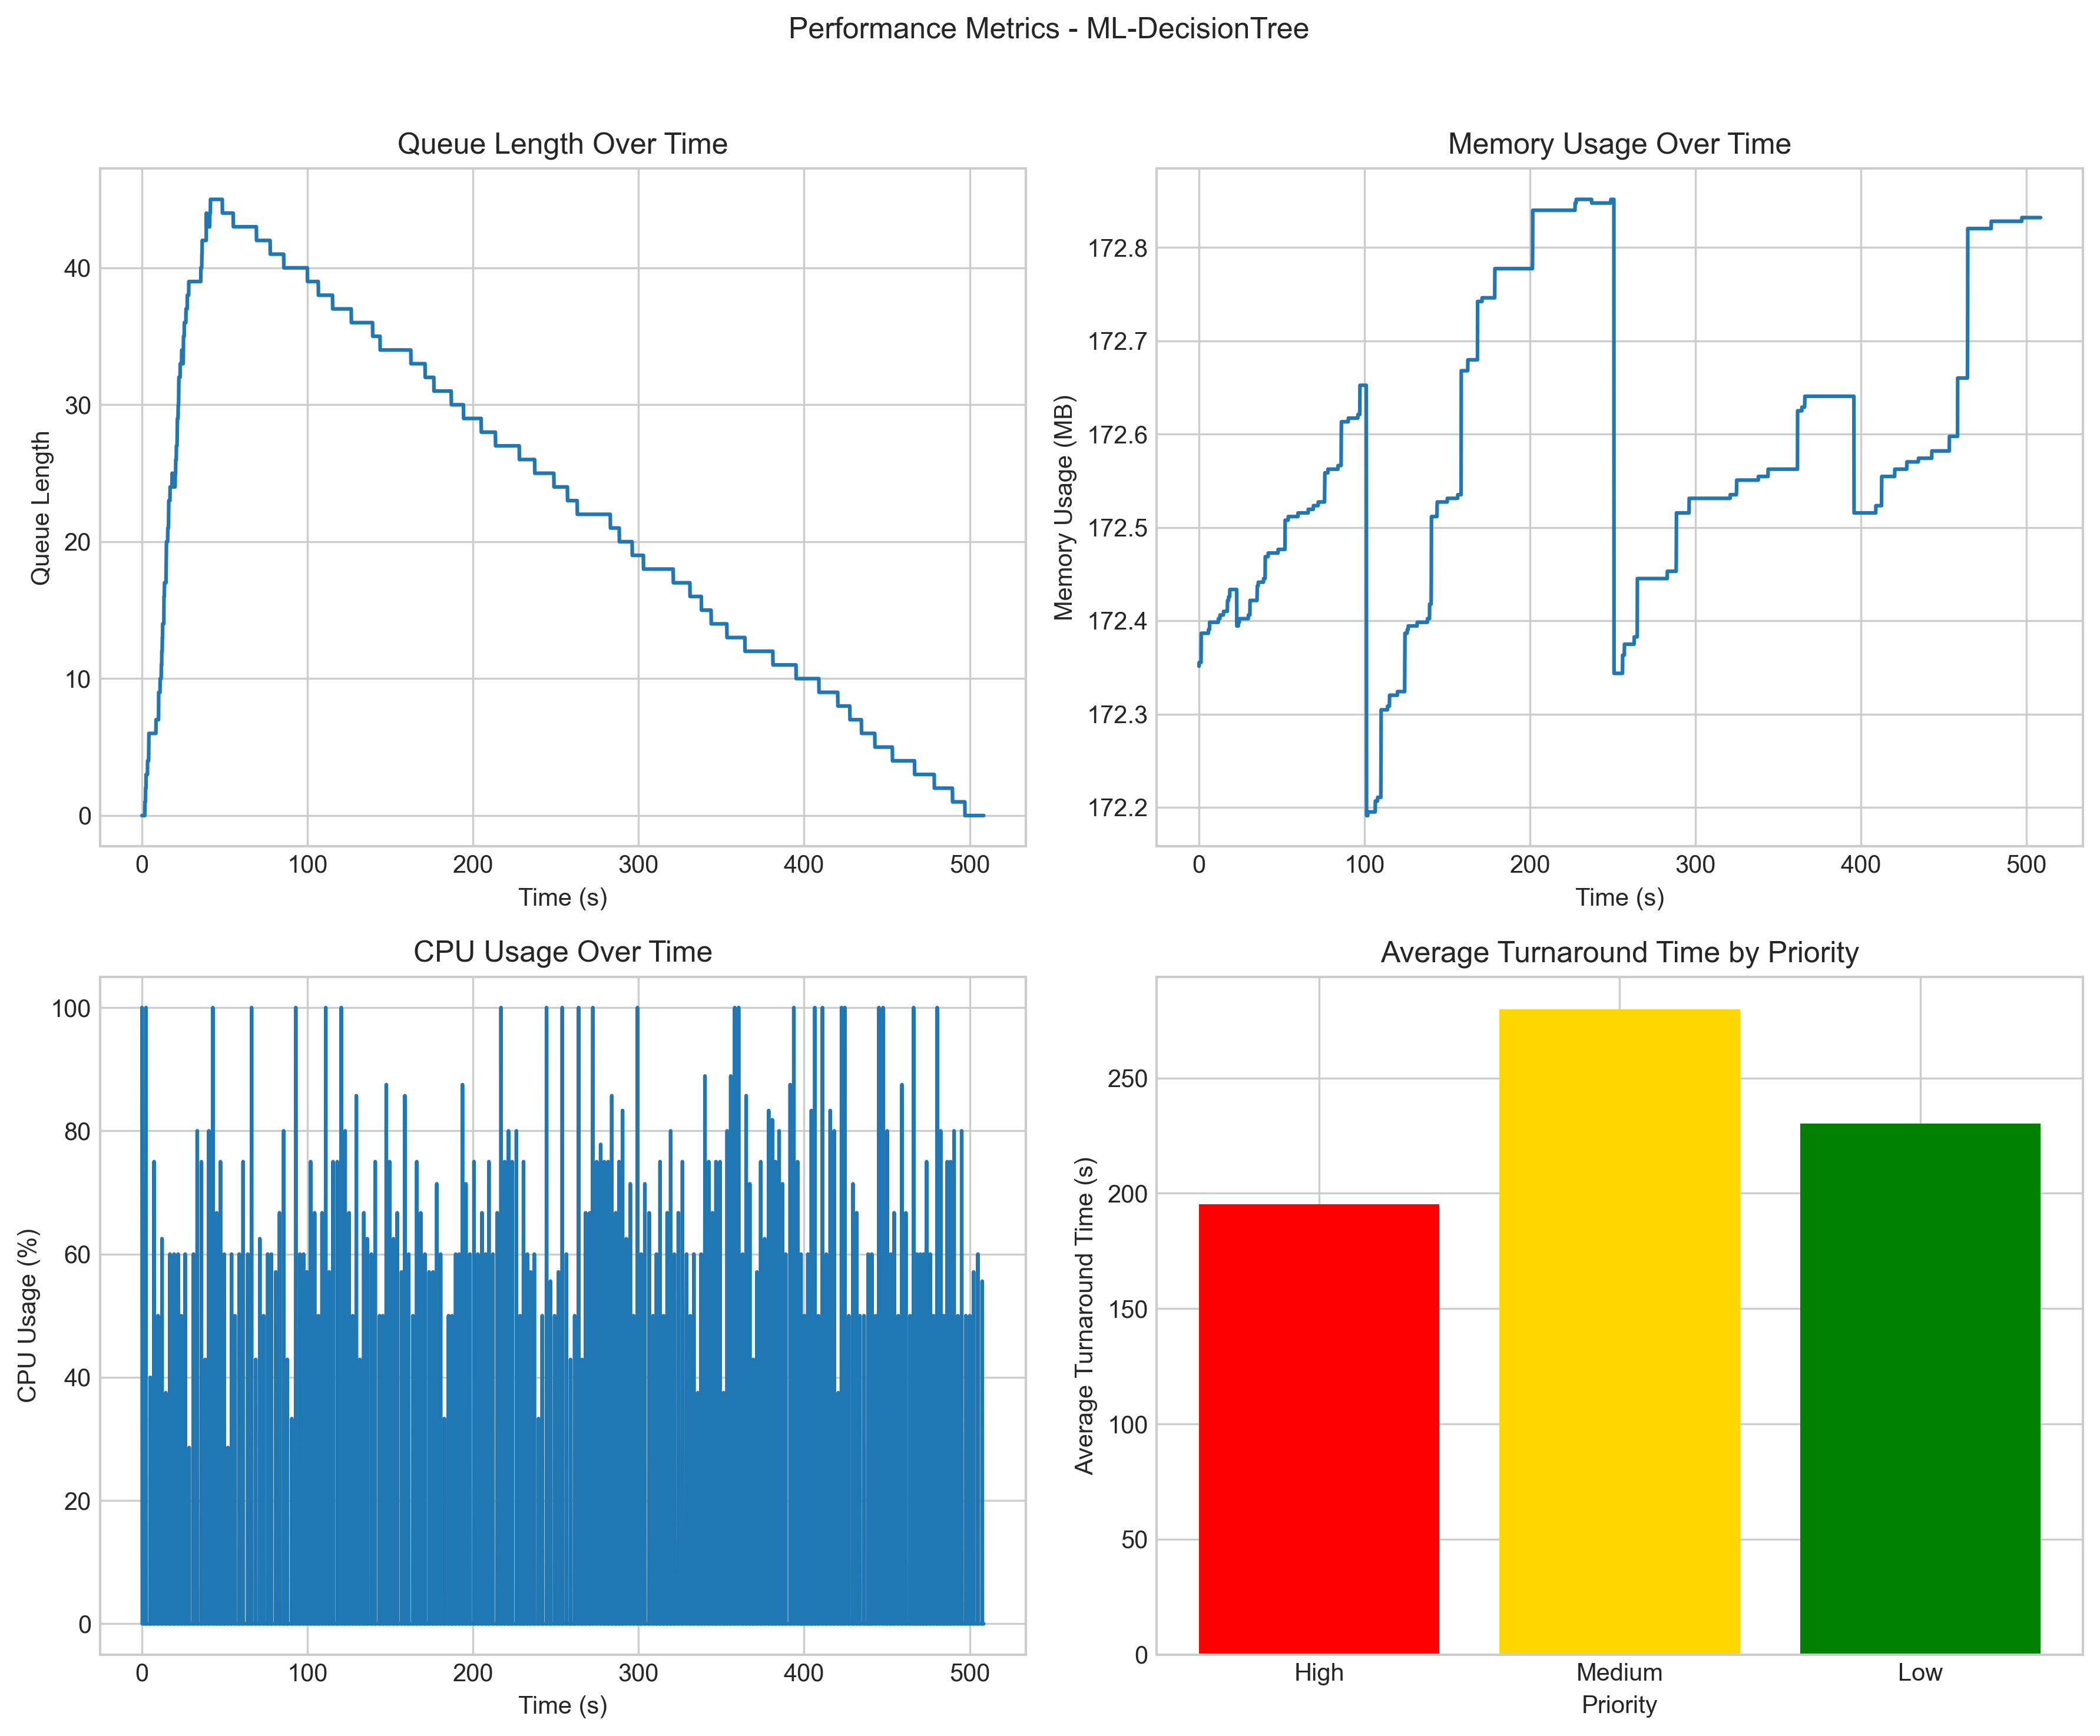 Performance Metrics - ML-DecisionTree
Queue Length Over Time
Queue Length
40
30
20
10
0
0 100 200 300 400 500
Time (s)
Memory Usage Over Time
Memory Usage (MB)
172.8
172.7
172.6
172.5
172.4
172.3
172.2
0 100 200 300 400 500
Time (s)
CPU Usage Over Time
CPU Usage (%)
100
80
60
40
20
0
0 100 200 300 400 500
Time (s)
Average Turnaround Time by Priority
Average Turnaround Time (s)
250
200
150
100
50
0
High Medium Low
Priority